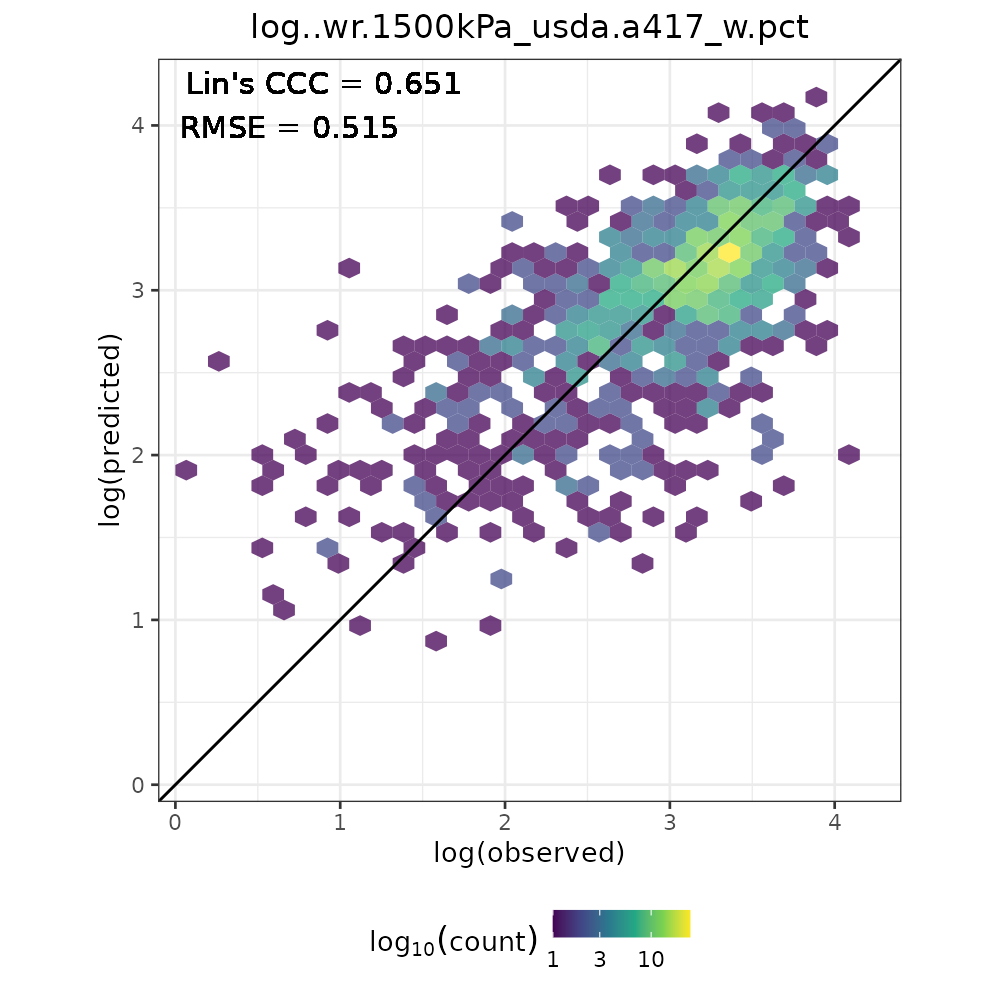 log..wr.1500kPa_usda.a417_w.pct
Lin's CCC = 0.651
RMSE = 0.515
log(predicted)
4
3
2
1
0
0 1 2 3 4
log(observed)
log₁₀(count)
1 3 10